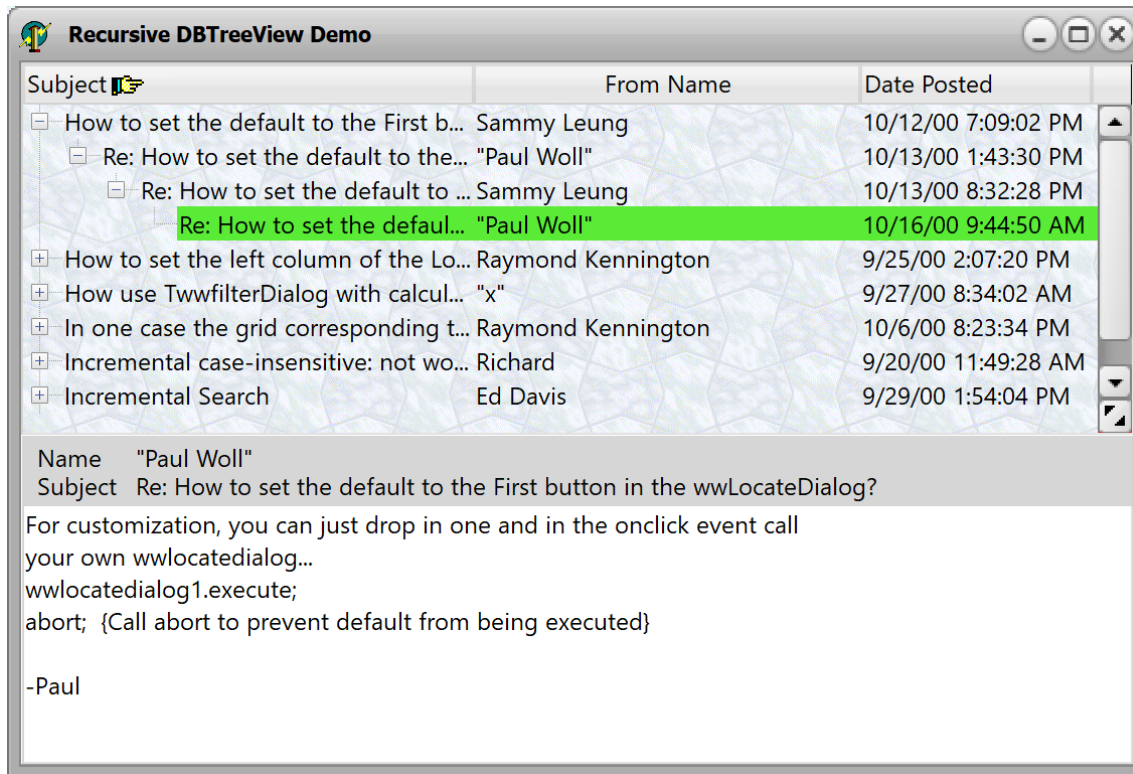 Recursive DBTreeView Demo
Subject From Name Date Posted
How to set the default to the First b... Sammy Leung 10/12/00 7:09:02 PM
Re: How to set the default to the... "Paul Woll" 10/13/00 1:43:30 PM
Re: How to set the default to ... Sammy Leung 10/13/00 8:32:28 PM
Re: How to set the defaul... "Paul Woll" 10/16/00 9:44:50 AM
How to set the left column of the Lo... Raymond Kennington 9/25/00 2:07:20 PM
How use TwwfilterDialog with calcul... "x" 9/27/00 8:34:02 AM
In one case the grid corresponding t... Raymond Kennington 10/6/00 8:23:34 PM
Incremental case-insensitive: not wo... Richard 9/20/00 11:49:28 AM
Incremental Search Ed Davis 9/29/00 1:54:04 PM
Name "Paul Woll"
Subject Re: How to set the default to the First button in the wwLocateDialog?
For customization, you can just drop in one and in the onclick event call
your own wwlocatedialog...
wwlocatedialog1.execute;
abort;  {Call abort to prevent default from being executed}
-Paul